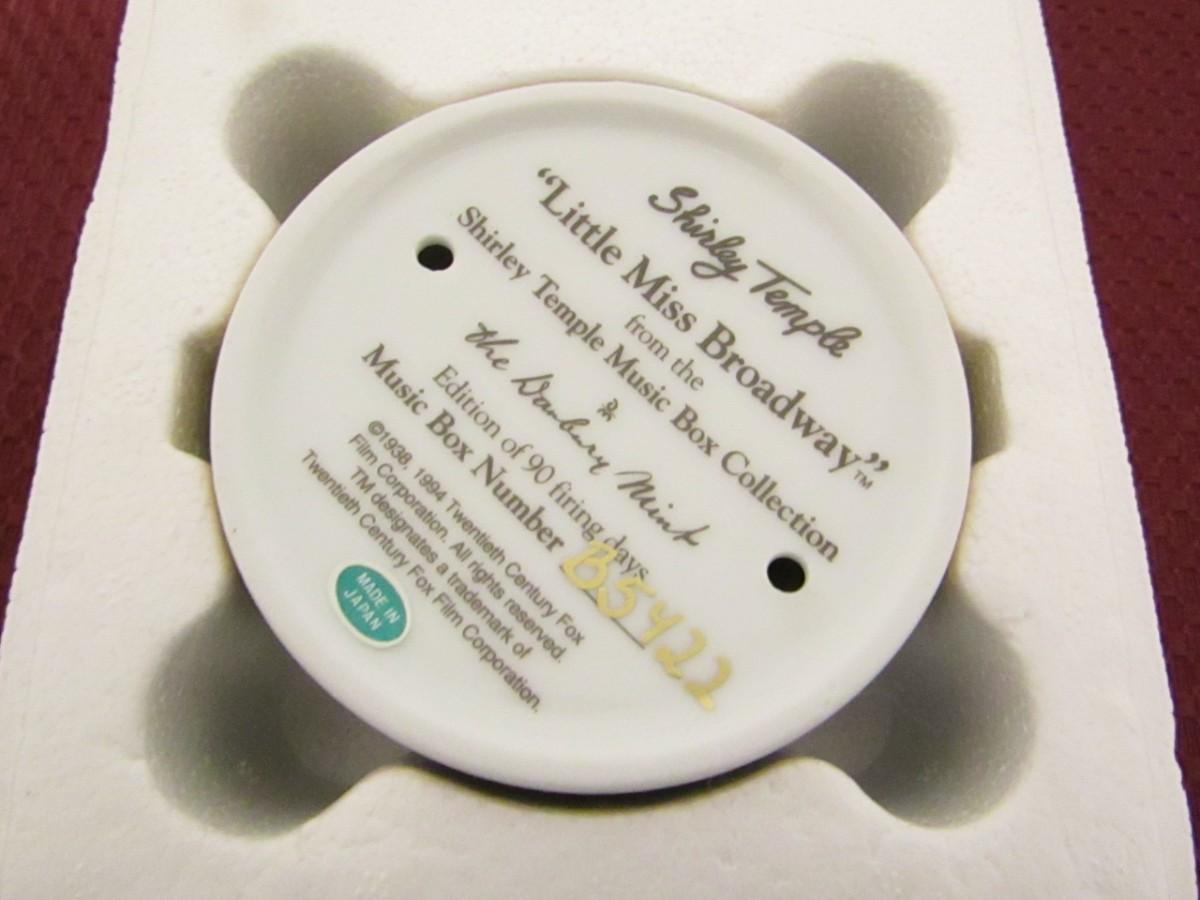 Shirley Temple
“Little Miss Broadway”™
from the
Shirley Temple Music Box Collection
The Danbury Mint
Edition of 90 firing days
Music Box Number B5422
©1938, 1994 Twentieth Century Fox
Film Corporation. All rights reserved.
TM designates a trademark of
Twentieth Century Fox Film Corporation.
MADE IN
JAPAN